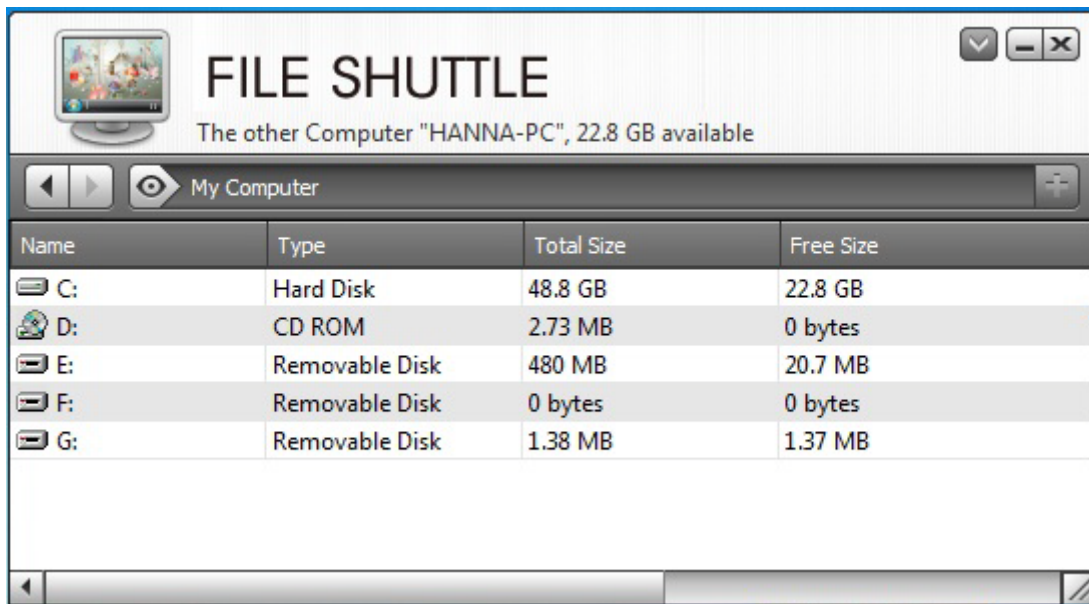 FILE SHUTTLE
The other Computer "HANNA-PC", 22.8 GB available
My Computer
Name Type Total Size Free Size
C: Hard Disk 48.8 GB 22.8 GB
D: CD ROM 2.73 MB 0 bytes
E: Removable Disk 480 MB 20.7 MB
F: Removable Disk 0 bytes 0 bytes
G: Removable Disk 1.38 MB 1.37 MB